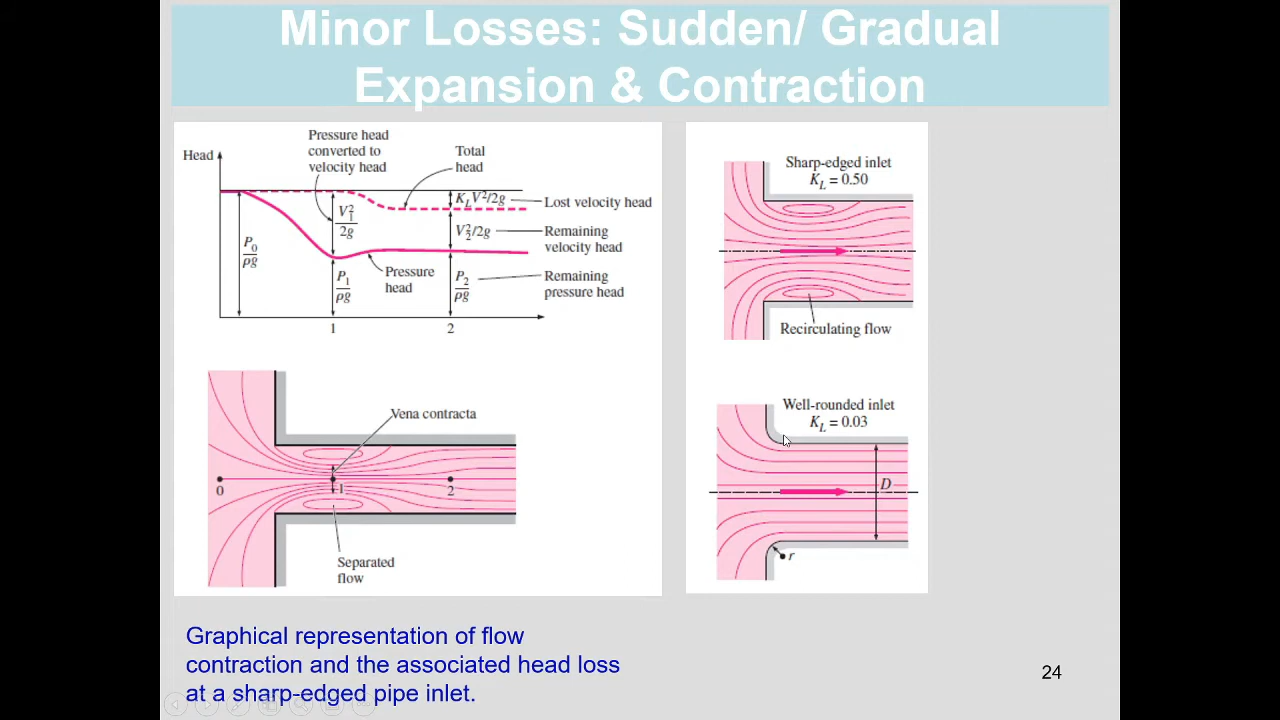 Minor Losses: Sudden/ Gradual
Expansion & Contraction
Head
Pressure head
converted to
velocity head
Total
head
K_L V²/2g
Lost velocity head
V₁²
2g
V₂²/2g
Remaining
velocity head
P₀
ρg
Pressure
head
P₁
ρg
P₂
ρg
Remaining
pressure head
1
2
Vena contracta
0
1
2
Separated
flow
Sharp-edged inlet
K_L = 0.50
Recirculating flow
Well-rounded inlet
K_L = 0.03
D
r
Graphical representation of flow
contraction and the associated head loss
at a sharp-edged pipe inlet.
24